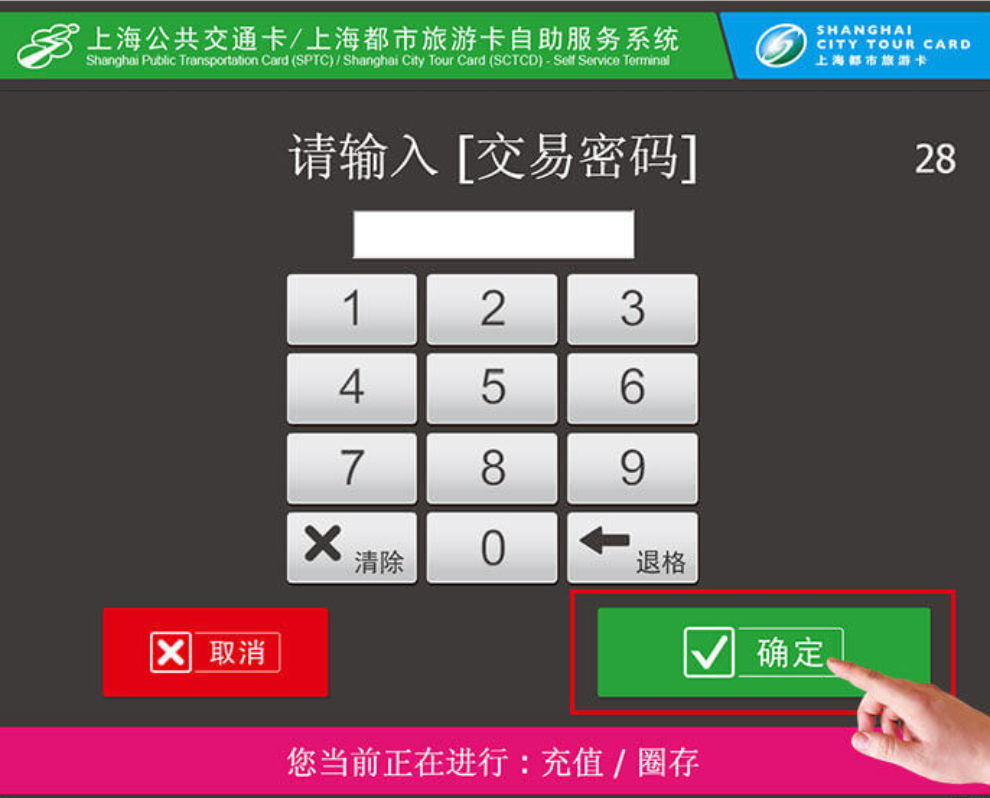 上海公共交通卡/上海都市旅游卡自助服务系统
Shanghai Public Transportation Card (SPTC) / Shanghai City Tour Card (SCTCD) - Self Service Terminal
SHANGHAI
CITY TOUR CARD
上海都市旅游卡
请输入 [交易密码]
28
1 2 3
4 5 6
7 8 9
清除 0 退格
取消 确定
您当前正在进行：充值 / 圈存